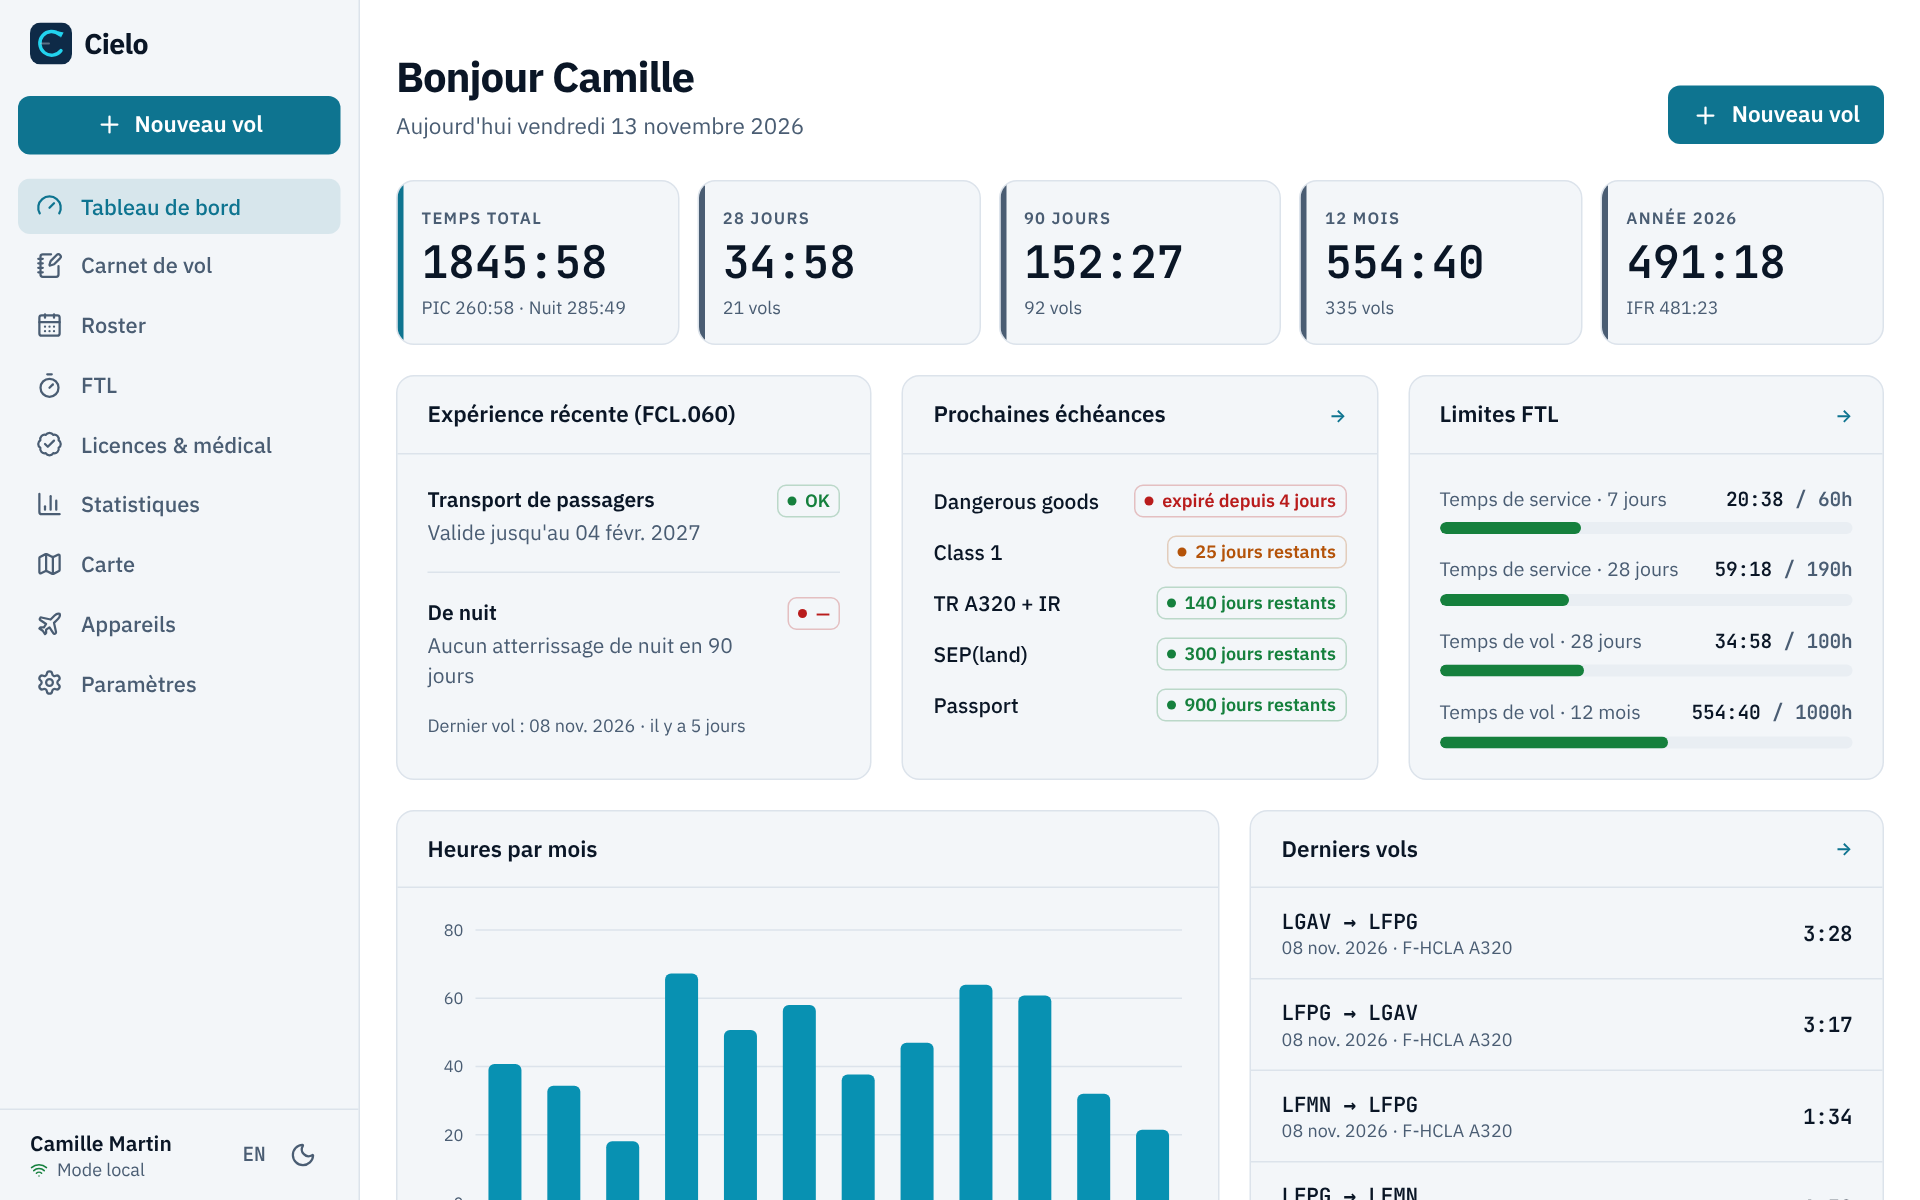 Cielo
Nouveau vol
Tableau de bord
Carnet de vol
Roster
FTL
Licences & médical
Statistiques
Carte
Appareils
Paramètres
Camille Martin
Mode local
EN
Bonjour Camille
Aujourd'hui vendredi 13 novembre 2026
Nouveau vol
TEMPS TOTAL
1845:58
PIC 260:58 · Nuit 285:49
28 JOURS
34:58
21 vols
90 JOURS
152:27
92 vols
12 MOIS
554:40
335 vols
ANNÉE 2026
491:18
IFR 481:23
Expérience récente (FCL.060)
Transport de passagers
OK
Valide jusqu'au 04 févr. 2027
De nuit
—
Aucun atterrissage de nuit en 90
jours
Dernier vol : 08 nov. 2026 · il y a 5 jours
Prochaines échéances →
Dangerous goods expiré depuis 4 jours
Class 1 25 jours restants
TR A320 + IR 140 jours restants
SEP(land) 300 jours restants
Passport 900 jours restants
Limites FTL →
Temps de service · 7 jours 20:38 / 60h
Temps de service · 28 jours 59:18 / 190h
Temps de vol · 28 jours 34:58 / 100h
Temps de vol · 12 mois 554:40 / 1000h
Heures par mois
80
60
40
20
Derniers vols →
LGAV → LFPG
08 nov. 2026 · F-HCLA A320
3:28
LFPG → LGAV
08 nov. 2026 · F-HCLA A320
3:17
LFMN → LFPG
08 nov. 2026 · F-HCLA A320
1:34
LFPG → LFMN